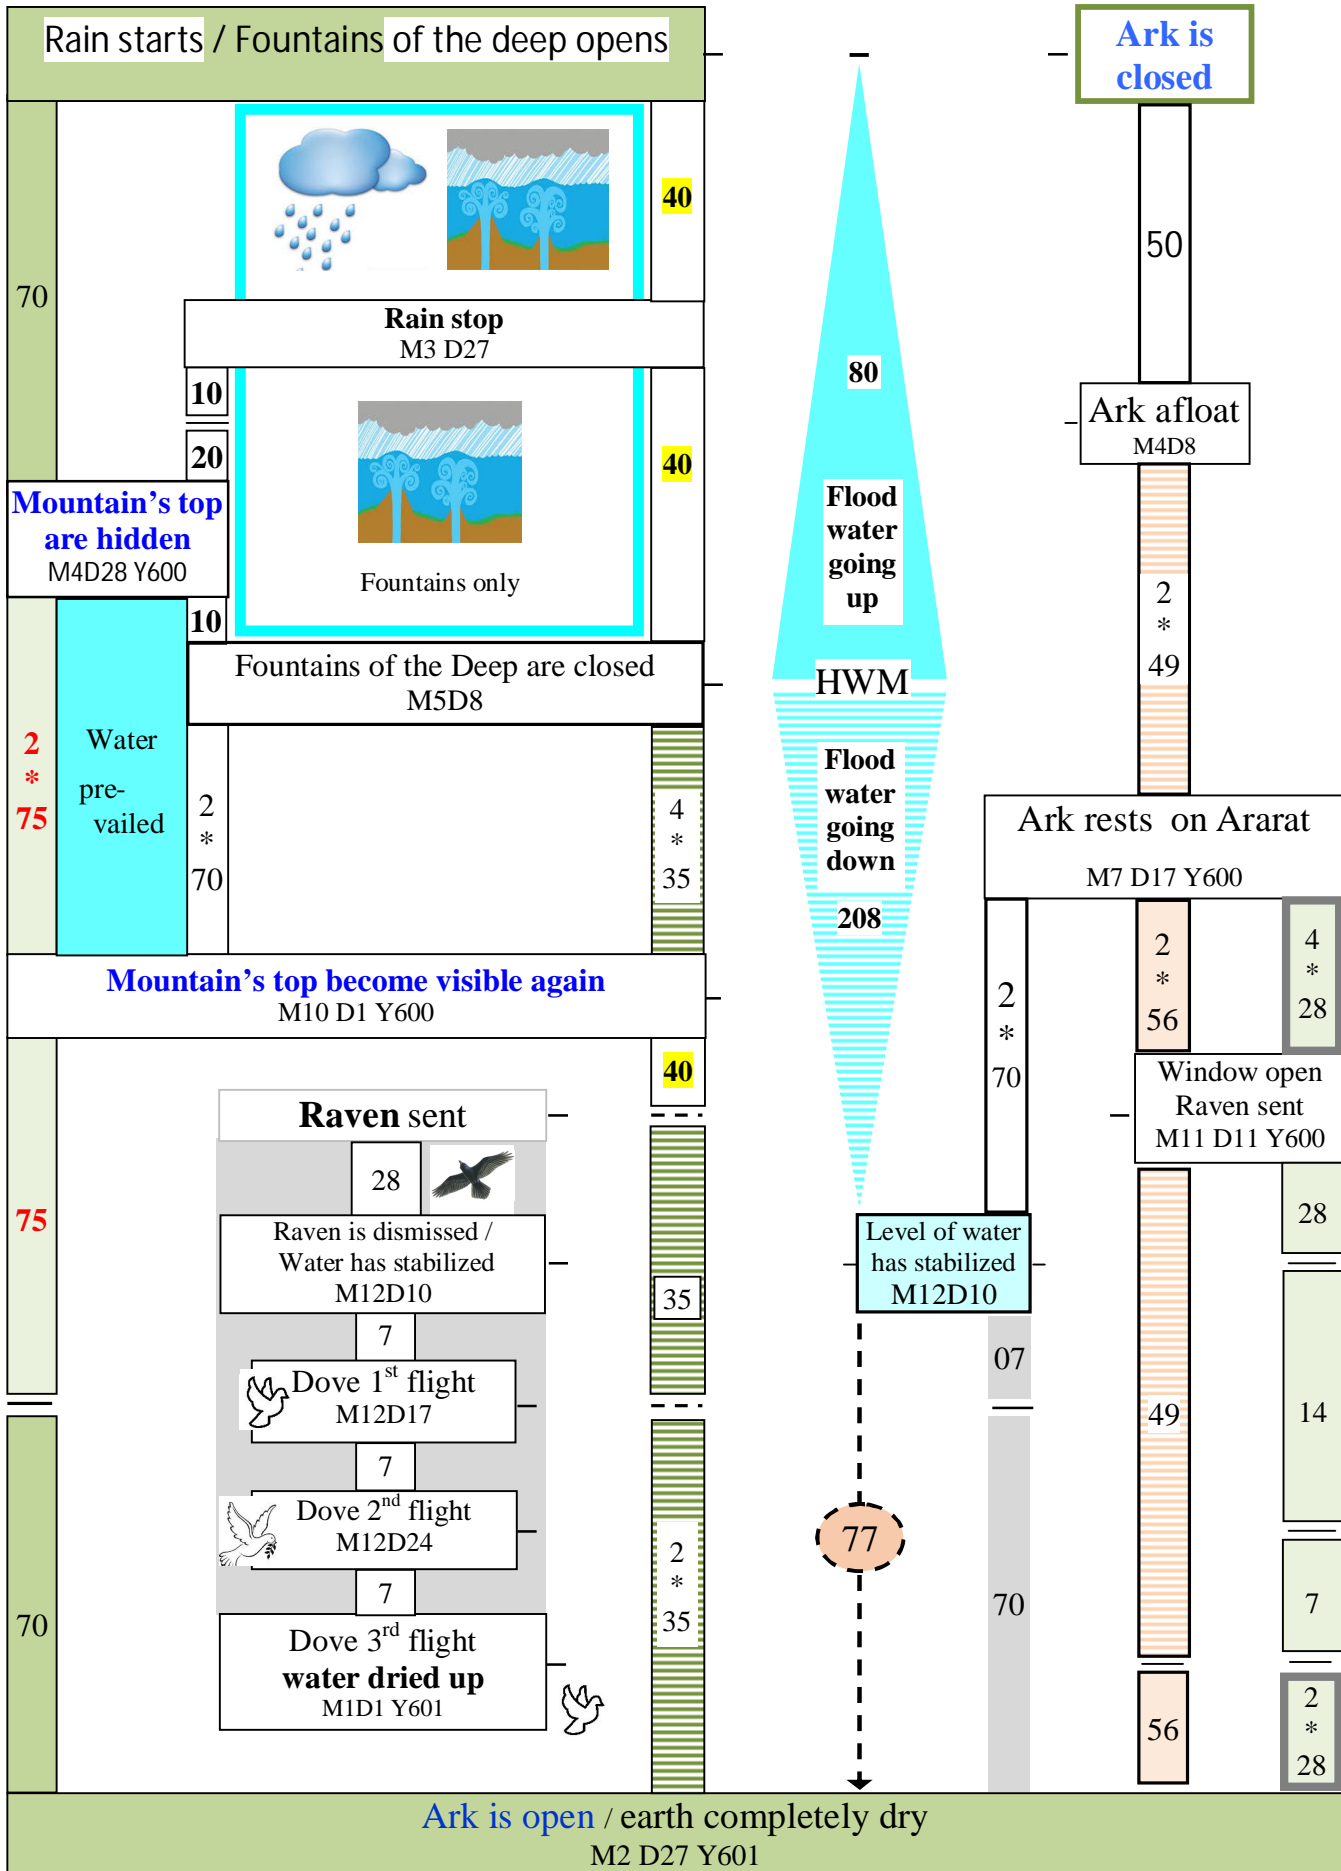 Rain starts / Fountains of the deep opens
Ark is
closed
40
50
70
Rain stop
M3 D27
10
80
Ark afloat
M4D8
20
40
Mountain's top
are hidden
M4D28 Y600
Flood
water
going
up
Fountains only
2
*
49
10
Fountains of the Deep are closed
M5D8
HWM
2
*
75
Water
pre-
vailed
2
*
70
4
*
35
Flood
water
going
down
208
Ark rests on Ararat
M7 D17 Y600
2
*
70
2
*
56
4
*
28
Mountain's top become visible again
M10 D1 Y600
40
Window open
Raven sent
M11 D11 Y600
Raven sent
28
75
Raven is dismissed /
Water has stabilized
M12D10
35
Level of water
has stabilized
M12D10
28
7
07
Dove 1st flight
M12D17
49
14
7
Dove 2nd flight
M12D24
77
2
*
35
7
70
70
7
Dove 3rd flight
water dried up
M1D1 Y601
56
2
*
28
Ark is open / earth completely dry
M2 D27 Y601